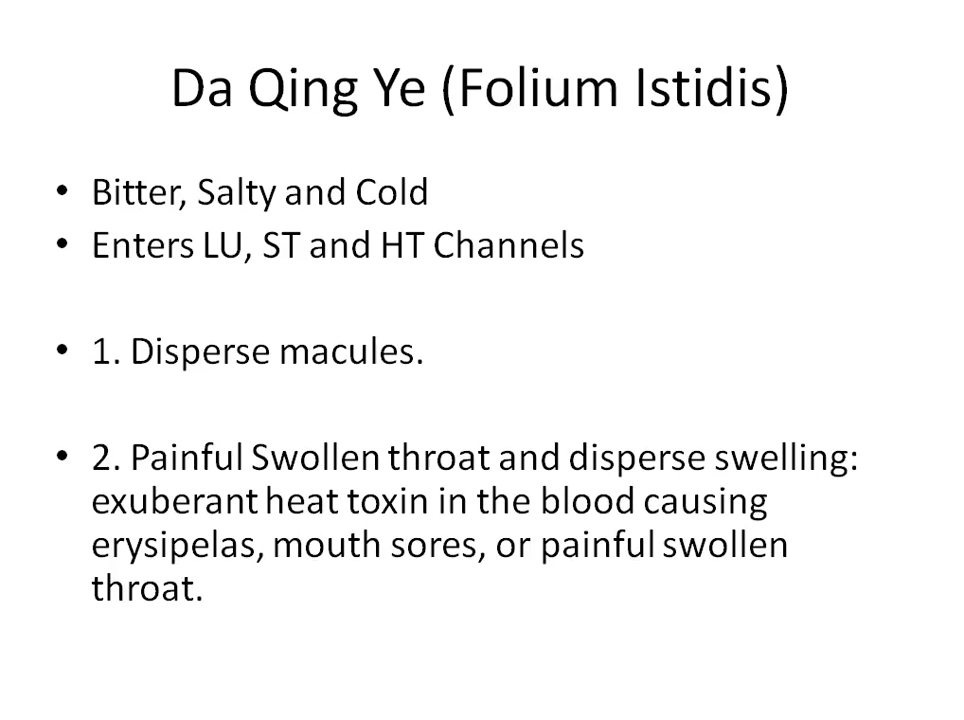 Da Qing Ye (Folium Istidis)
• Bitter, Salty and Cold
• Enters LU, ST and HT Channels
• 1. Disperse macules.
• 2. Painful Swollen throat and disperse swelling:
exuberant heat toxin in the blood causing
erysipelas, mouth sores, or painful swollen
throat.